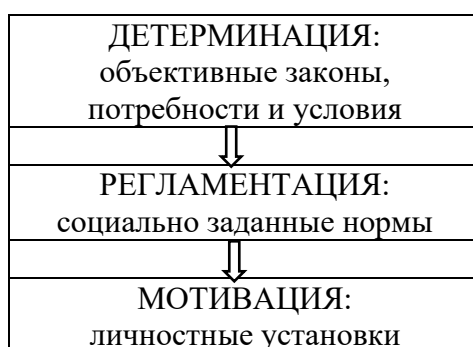 ДЕТЕРМИНАЦИЯ:
объективные законы,
потребности и условия
РЕГЛАМЕНТАЦИЯ:
социально заданные нормы
МОТИВАЦИЯ:
личностные установки